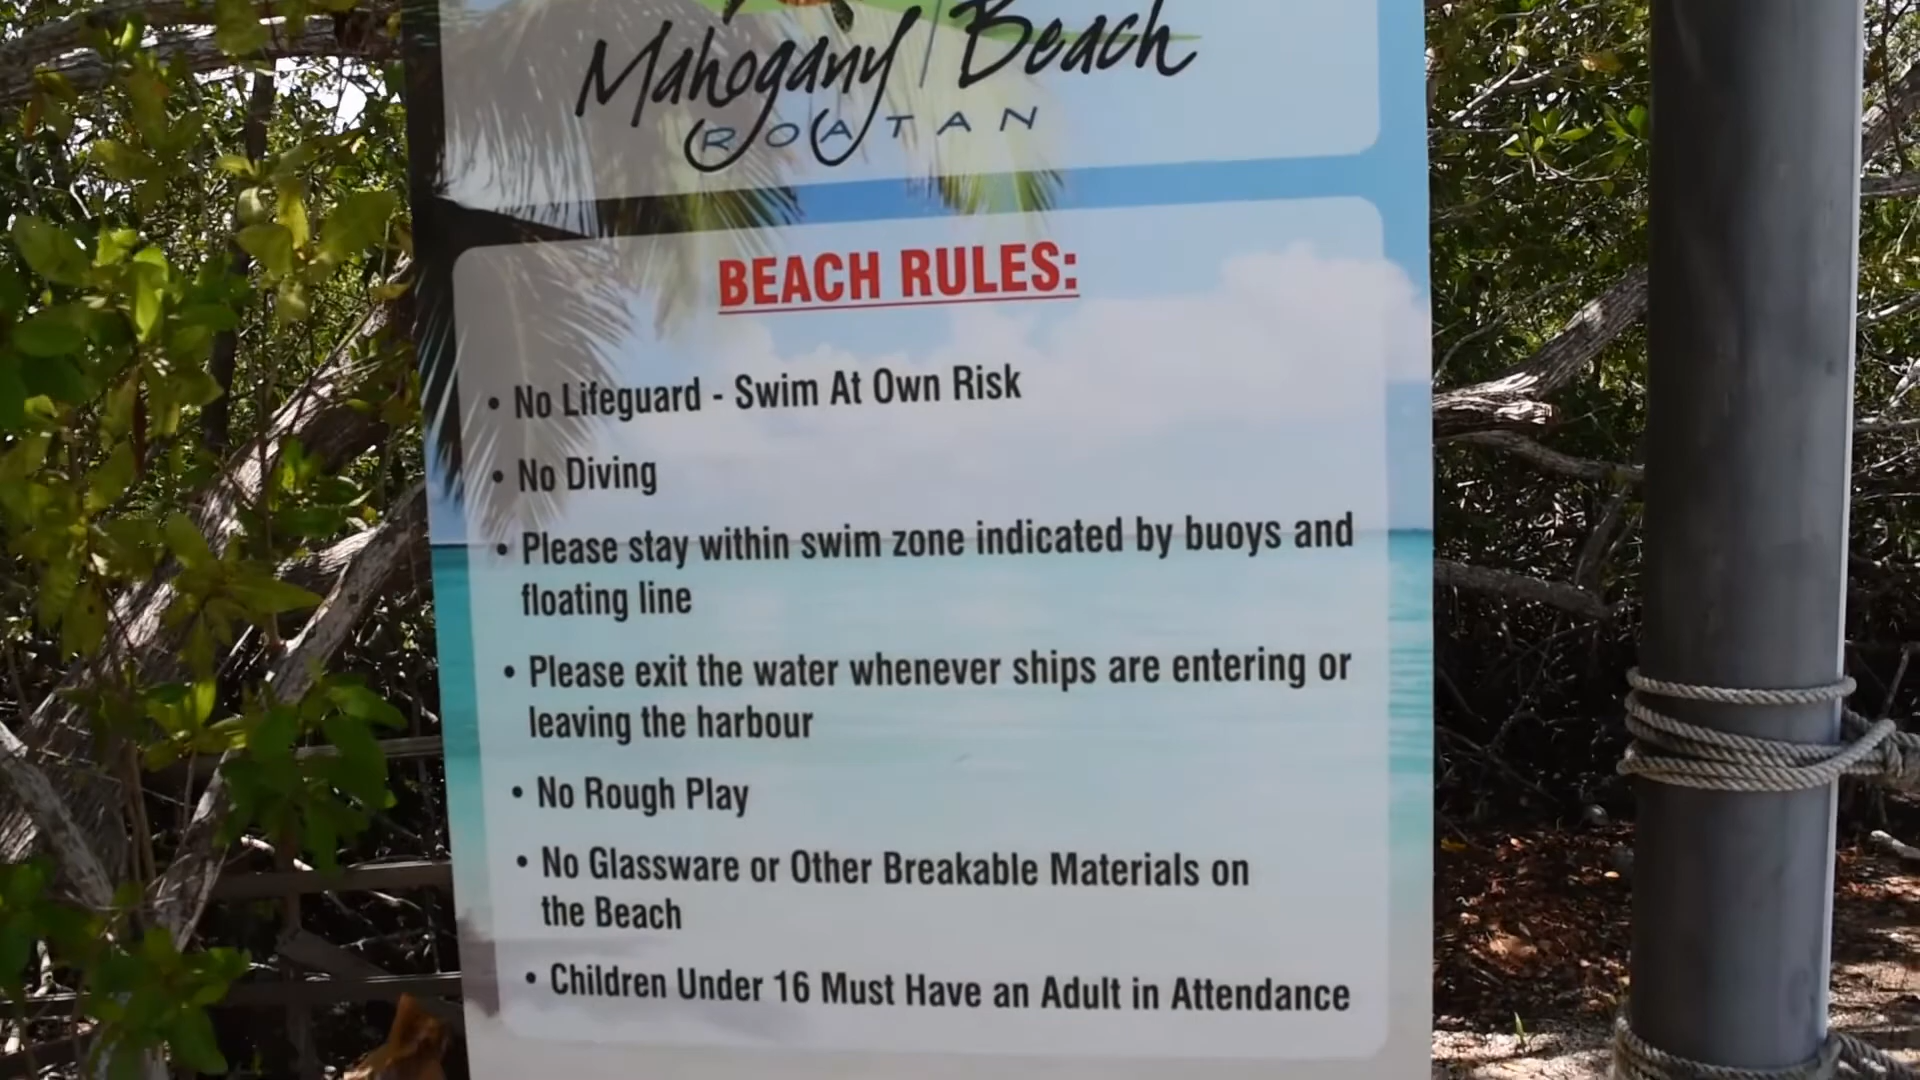 Mahogany Beach
ROATAN
BEACH RULES:
• No Lifeguard - Swim At Own Risk
• No Diving
• Please stay within swim zone indicated by buoys and
floating line
• Please exit the water whenever ships are entering or
leaving the harbour
• No Rough Play
• No Glassware or Other Breakable Materials on
the Beach
• Children Under 16 Must Have an Adult in Attendance